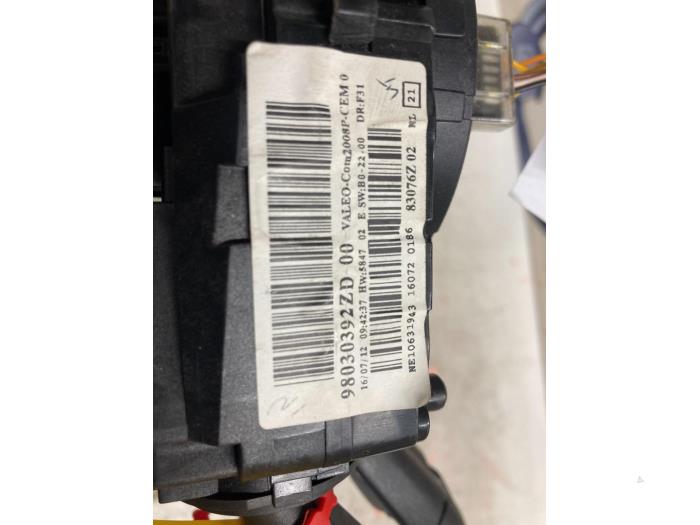 98030392ZD 00 VALEO-Com2008P-CEM 0
16/07/12 09:42:37 HW:5847 02 E SW:B0-22.00 DR:F31
83076Z 02 NL 21
NE10631943 16072 0186